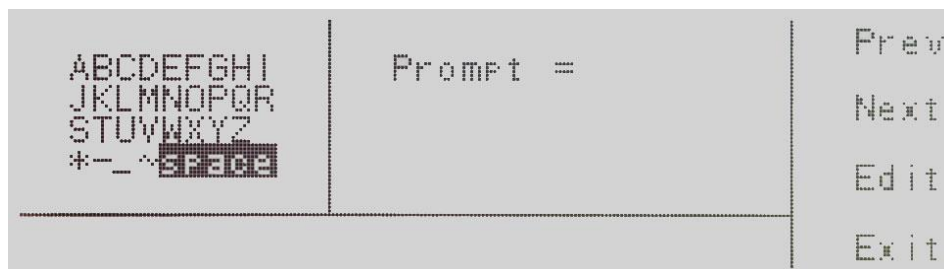 ABCDEFGHI
JKLMNOPQR
STUVWXYZ
*-_~space
Prompt =
Prev
Next
Edit
Exit